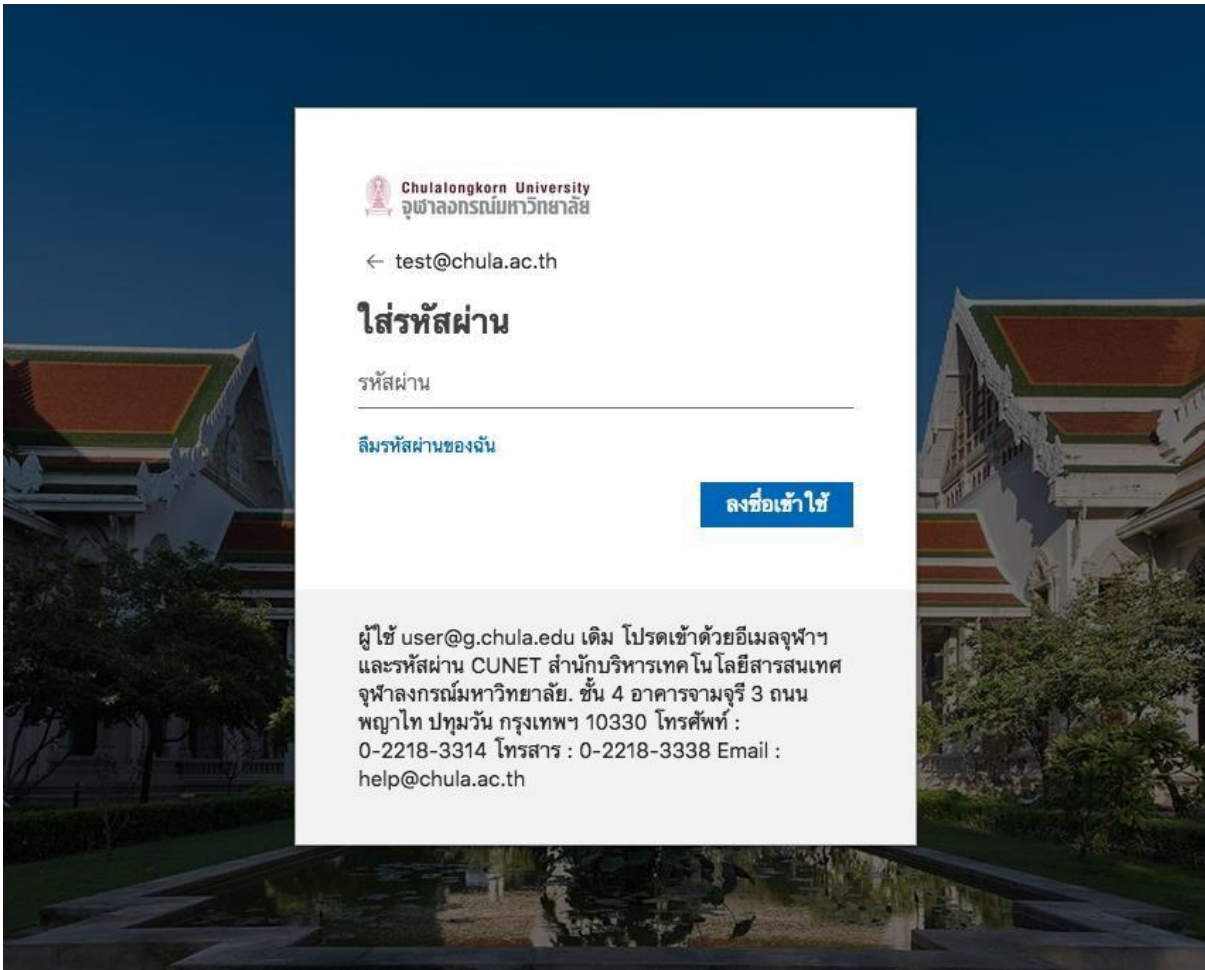 Chulalongkorn University
จุฬาลงกรณ์มหาวิทยาลัย
← test@chula.ac.th
ใส่รหัสผ่าน
รหัสผ่าน
ลืมรหัสผ่านของฉัน
ลงชื่อเข้าใช้
ผู้ใช้ user@g.chula.edu เดิม โปรดเข้าด้วยอีเมลจุฬาฯ
และรหัสผ่าน CUNET สำนักบริหารเทคโนโลยีสารสนเทศ
จุฬาลงกรณ์มหาวิทยาลัย. ชั้น 4 อาคารจามจุรี 3 ถนน
พญาไท ปทุมวัน กรุงเทพฯ 10330 โทรศัพท์ :
0-2218-3314 โทรสาร : 0-2218-3338 Email :
help@chula.ac.th